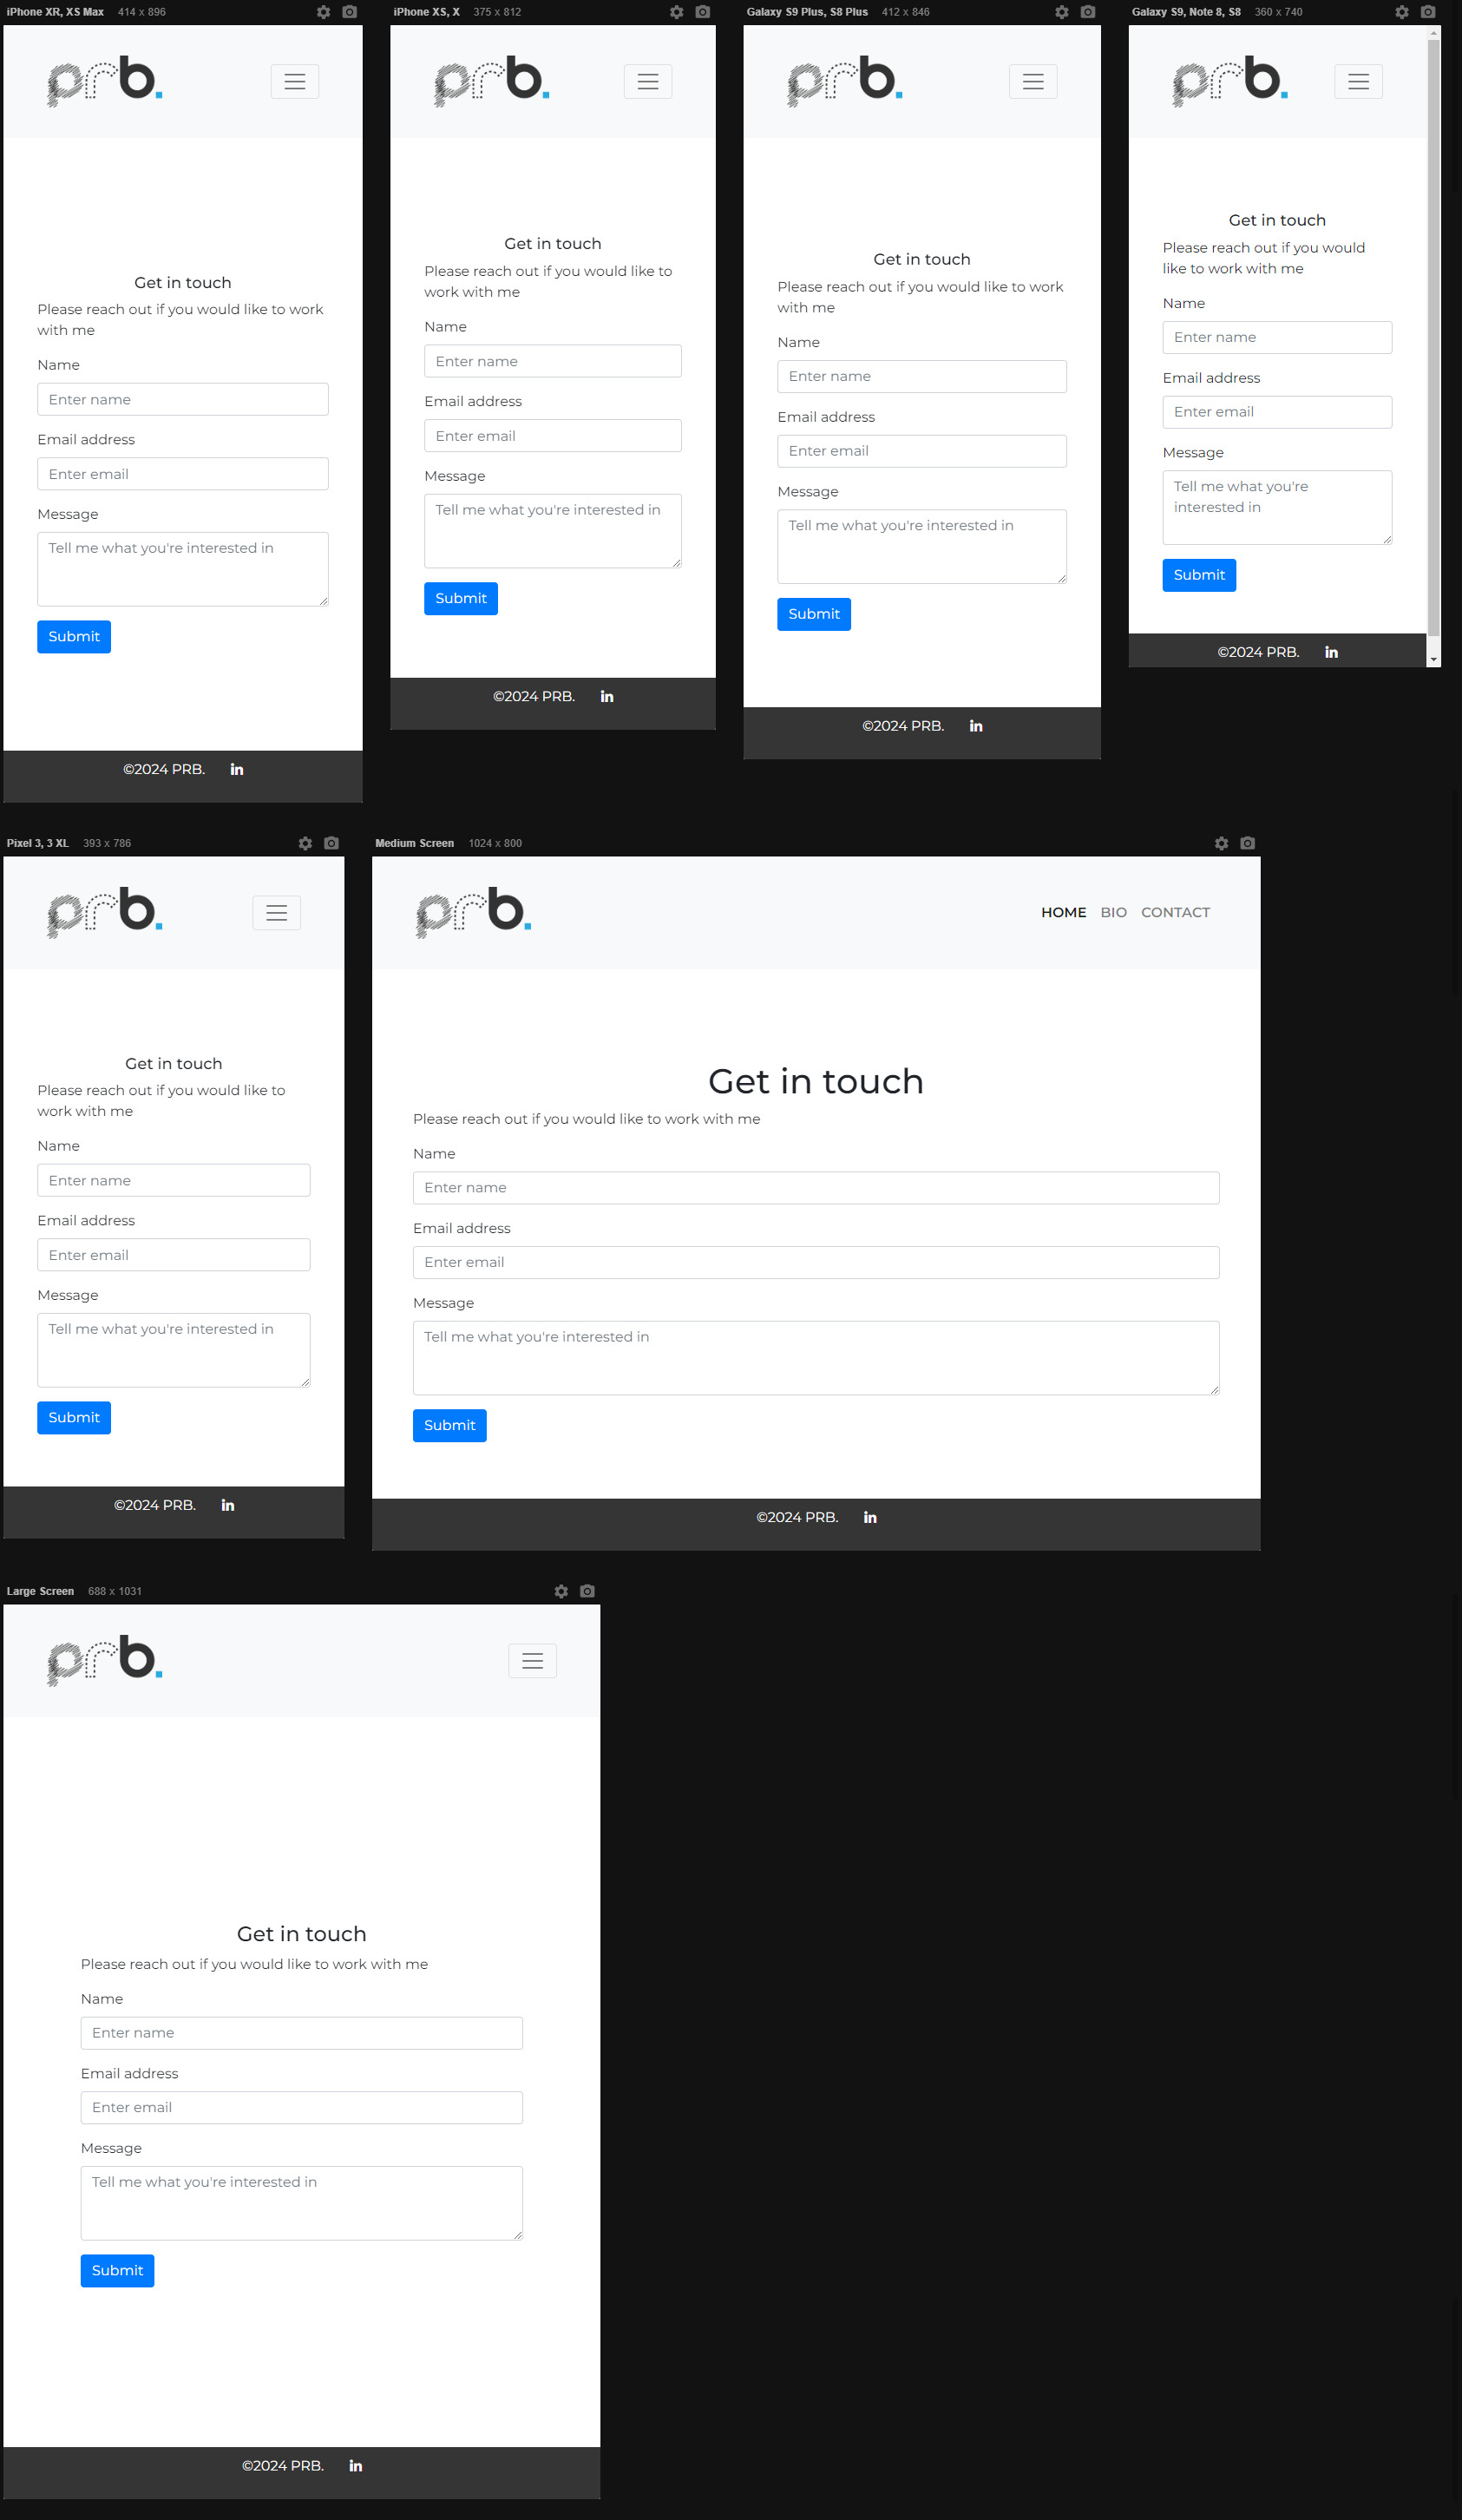 iPhone XR, XS Max 414 x 896
prb.
Get in touch
Please reach out if you would like to work
with me
Name
Enter name
Email address
Enter email
Message
Tell me what you're interested in
Submit
©2024 PRB. in
iPhone XS, X 375 x 812
prb.
Get in touch
Please reach out if you would like to
work with me
Name
Enter name
Email address
Enter email
Message
Tell me what you're interested in
Submit
©2024 PRB. in
Galaxy S9 Plus, S8 Plus 412 x 846
prb.
Get in touch
Please reach out if you would like to work
with me
Name
Enter name
Email address
Enter email
Message
Tell me what you're interested in
Submit
©2024 PRB. in
Galaxy S9, Note 8, S8 360 x 740
prb.
Get in touch
Please reach out if you would
like to work with me
Name
Enter name
Email address
Enter email
Message
Tell me what you're
interested in
Submit
©2024 PRB. in
Pixel 3, 3 XL 393 x 786
prb.
Get in touch
Please reach out if you would like to
work with me
Name
Enter name
Email address
Enter email
Message
Tell me what you're interested in
Submit
©2024 PRB. in
Medium Screen 1024 x 800
prb.
HOME BIO CONTACT
Get in touch
Please reach out if you would like to work with me
Name
Enter name
Email address
Enter email
Message
Tell me what you're interested in
Submit
©2024 PRB. in
Large Screen 688 x 1031
prb.
Get in touch
Please reach out if you would like to work with me
Name
Enter name
Email address
Enter email
Message
Tell me what you're interested in
Submit
©2024 PRB. in